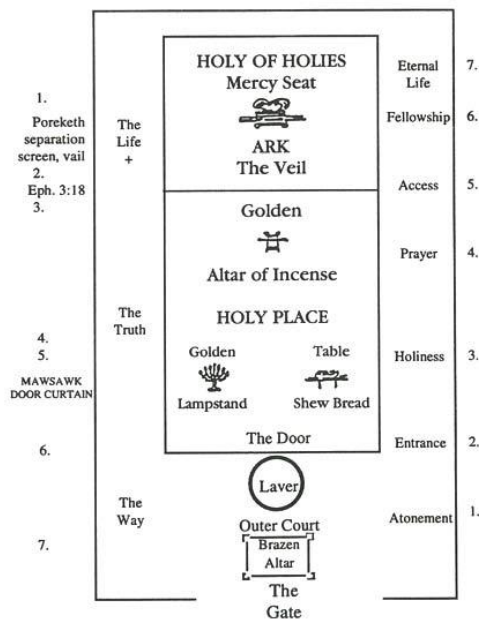 1.
Poreketh
separation
screen, vail
2.
Eph. 3:18
3.
4.
5.
MAWSAWK
DOOR CURTAIN
6.
7.
The
Life
+
The
Truth
The
Way
HOLY OF HOLIES
Mercy Seat
ARK
The Veil
Golden
Altar of Incense
HOLY PLACE
Golden Table
Lampstand Shew Bread
The Door
Laver
Outer Court
Brazen
Altar
The
Gate
Eternal
Life 7.
Fellowship 6.
Access 5.
Prayer 4.
Holiness 3.
Entrance 2.
Atonement 1.